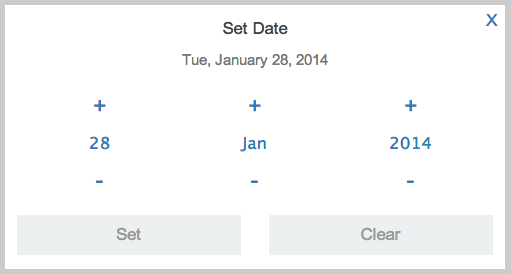 X
Set Date
Tue, January 28, 2014
+ + +
28 Jan 2014
- - -
Set Clear